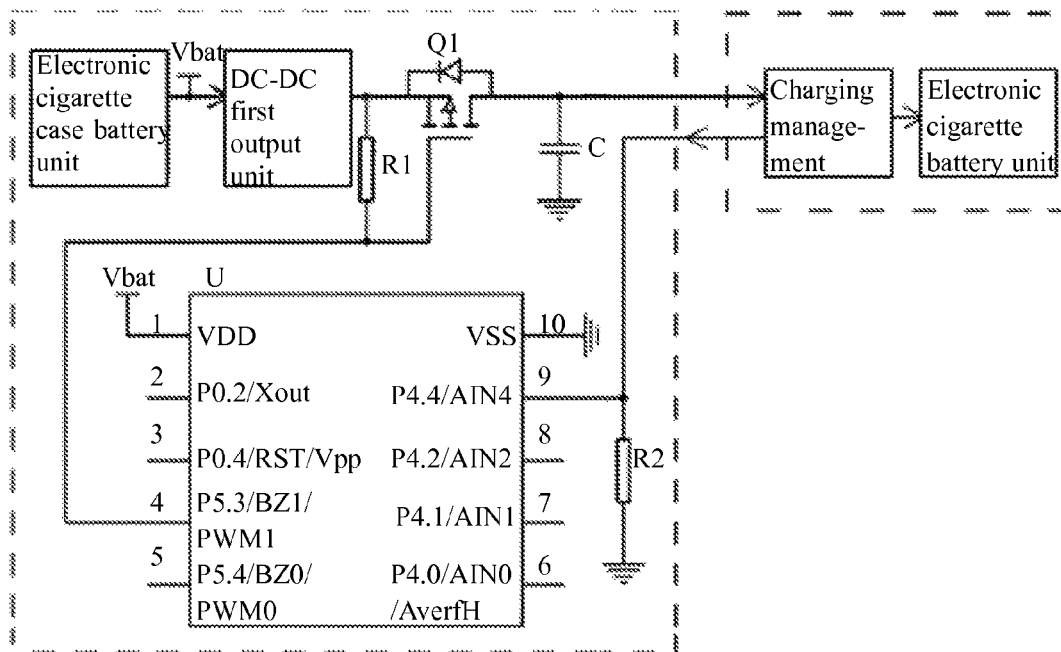 Electronic
cigarette
case battery
unit
Vbat
DC-DC
first
output
unit
Q1
R1
C
Charging
manage-
ment
Electronic
cigarette
battery unit
Vbat
U
1
VDD
VSS
10
2
P0.2/Xout
P4.4/AIN4
9
3
P0.4/RST/Vpp
P4.2/AIN2
8
R2
4
P5.3/BZ1/
PWM1
P4.1/AIN1
7
5
P5.4/BZ0/
PWM0
P4.0/AIN0
/AverfH
6